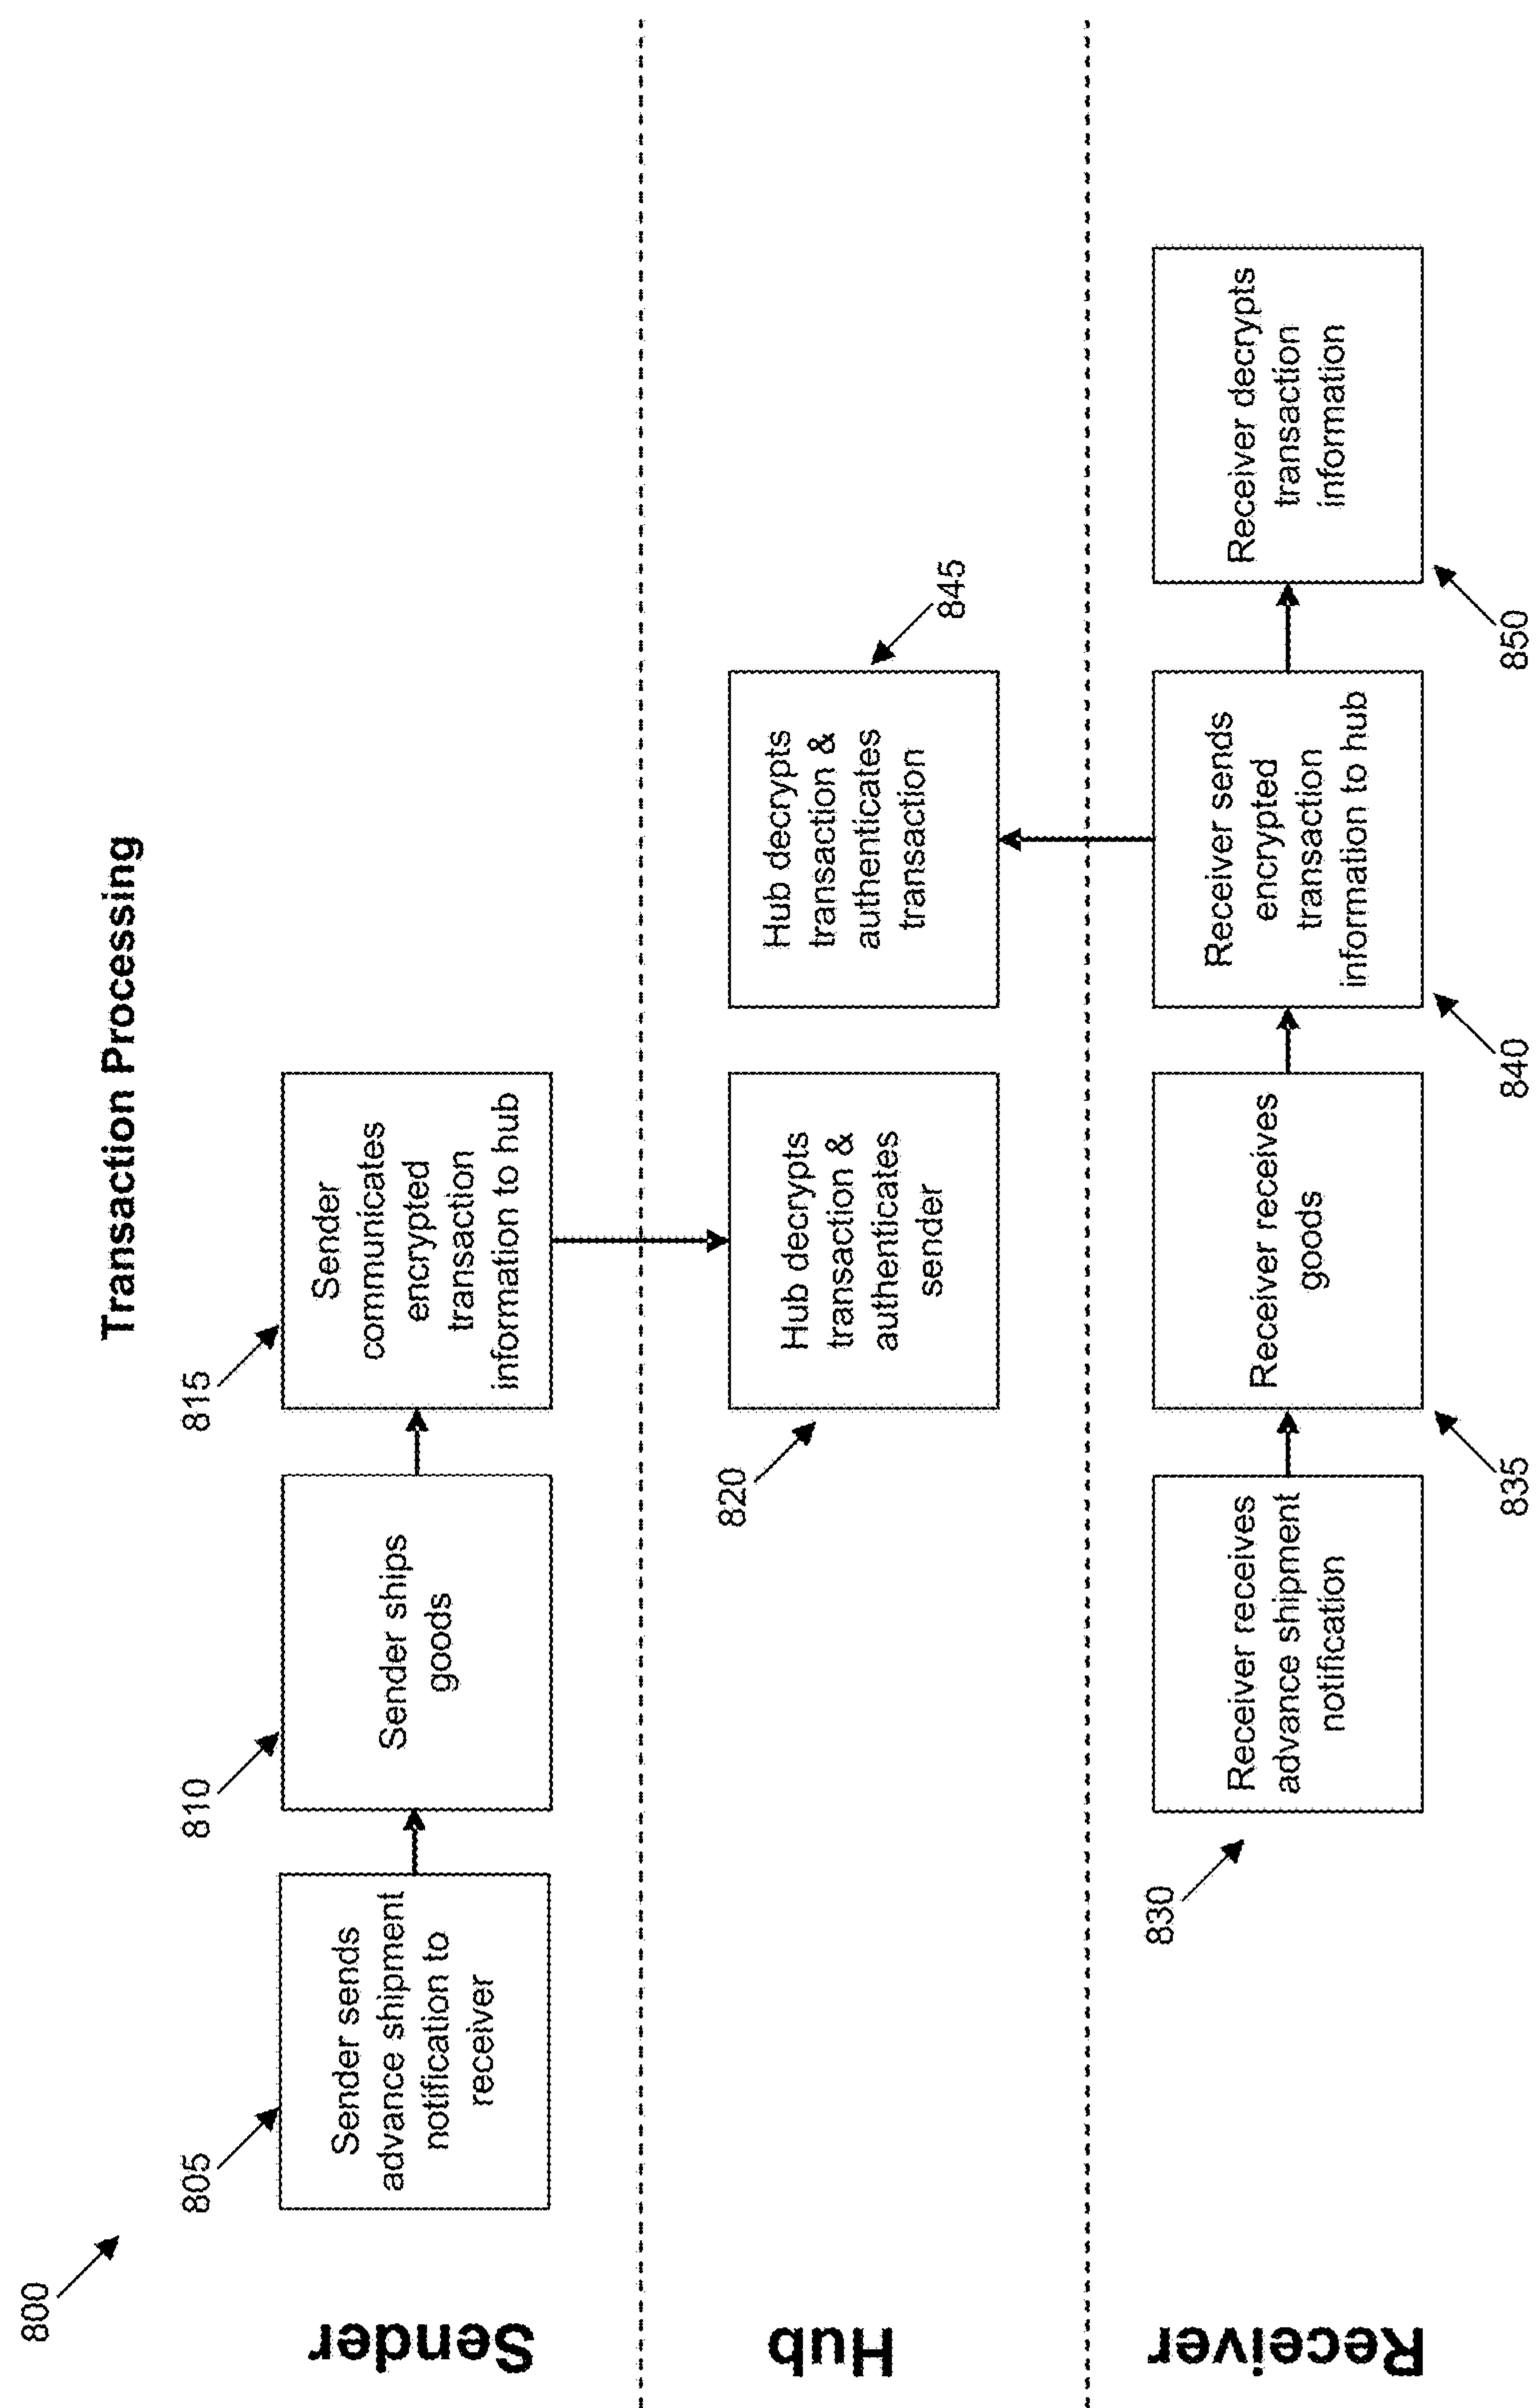 Transaction Processing
800
Sender
805
Sender sends
advance shipment
notification to
receiver
810
Sender ships
goods
815
Sender
communicates
encrypted
transaction
information to hub
Hub
820
Hub decrypts
transaction &
authenticates
sender
Hub decrypts
transaction &
authenticates
transaction
845
Receiver
830
Receiver receives
advance shipment
notification
Receiver receives
goods
835
Receiver sends
encrypted
transaction
information to hub
840
Receiver decrypts
transaction
information
850